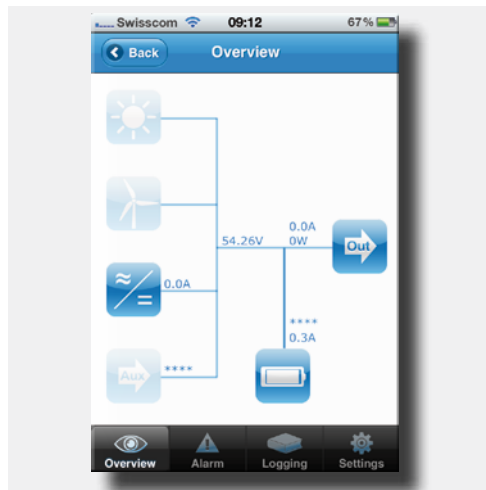 Swisscom 09:12 67%
Back Overview
54.26V
0.0A
0W
Out
0.0A
****
Aux
****
0.3A
Overview Alarm Logging Settings